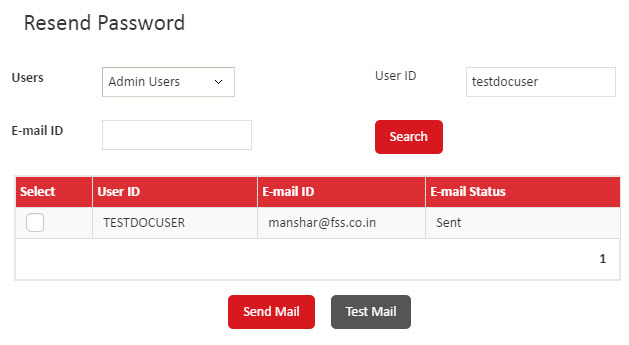 Resend Password
Users Admin Users User ID testdocuser
E-mail ID Search
Select User ID E-mail ID E-mail Status
TESTDOCUSER manshar@fss.co.in Sent
1
Send Mail Test Mail